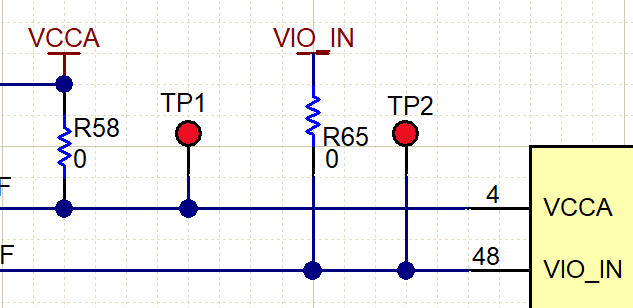 VCCA
VIO_IN
TP1
TP2
R58
0
R65
0
F
4
VCCA
F
48
VIO_IN